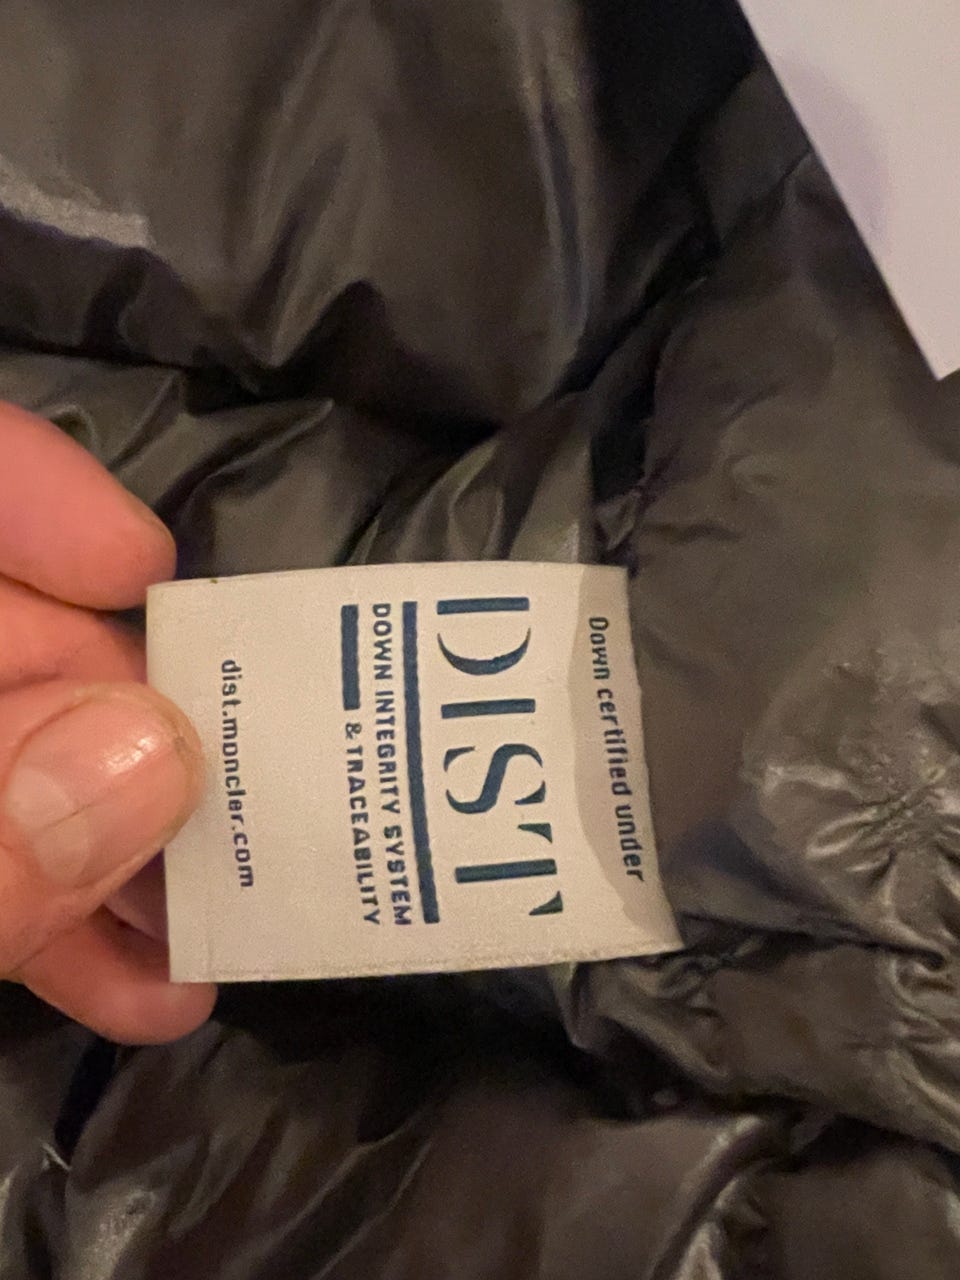 Down certified under
DIST
DOWN INTEGRITY SYSTEM
& TRACEABILITY
dist.moncler.com